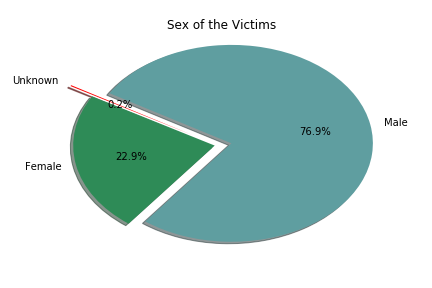 Sex of the Victims
Unknown
0.2%
Male
76.9%
22.9%
Female